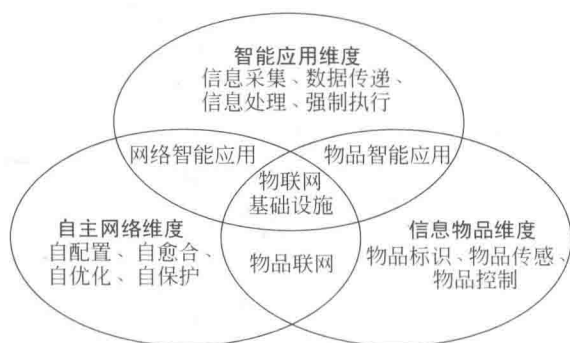 智能应用维度
信息采集、数据传递、
信息处理、强制执行
网络智能应用
物品智能应用
物联网
基础设施
自主网络维度
自配置、自愈合、
自优化、自保护
物品联网
信息物品维度
物品标识、物品传感、
物品控制